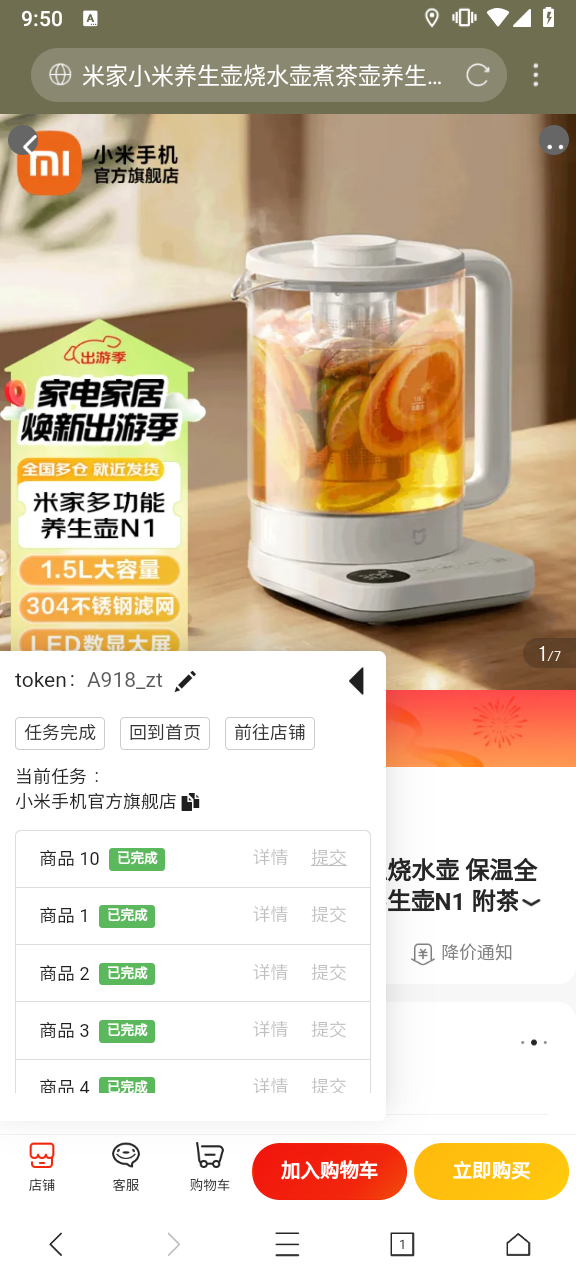 9:50
A
米家小米养生壶烧水壶煮茶壶养生...
小米手机
官方旗舰店
出游季
家电家居
焕新出游季
全国多仓 就近发货
米家多功能
养生壶N1
1.5L大容量
304不锈钢滤网
LED数显大屏
1/7
token: A918_zt
任务完成 回到首页 前往店铺
当前任务：
小米手机官方旗舰店
商品 10 已完成 详情 提交
商品 1 已完成 详情 提交
商品 2 已完成 详情 提交
商品 3 已完成 详情 提交
商品 4 已完成 详情 提交
烧水壶 保温全
生壶N1 附茶
降价通知
店铺 客服 购物车 加入购物车 立即购买
1